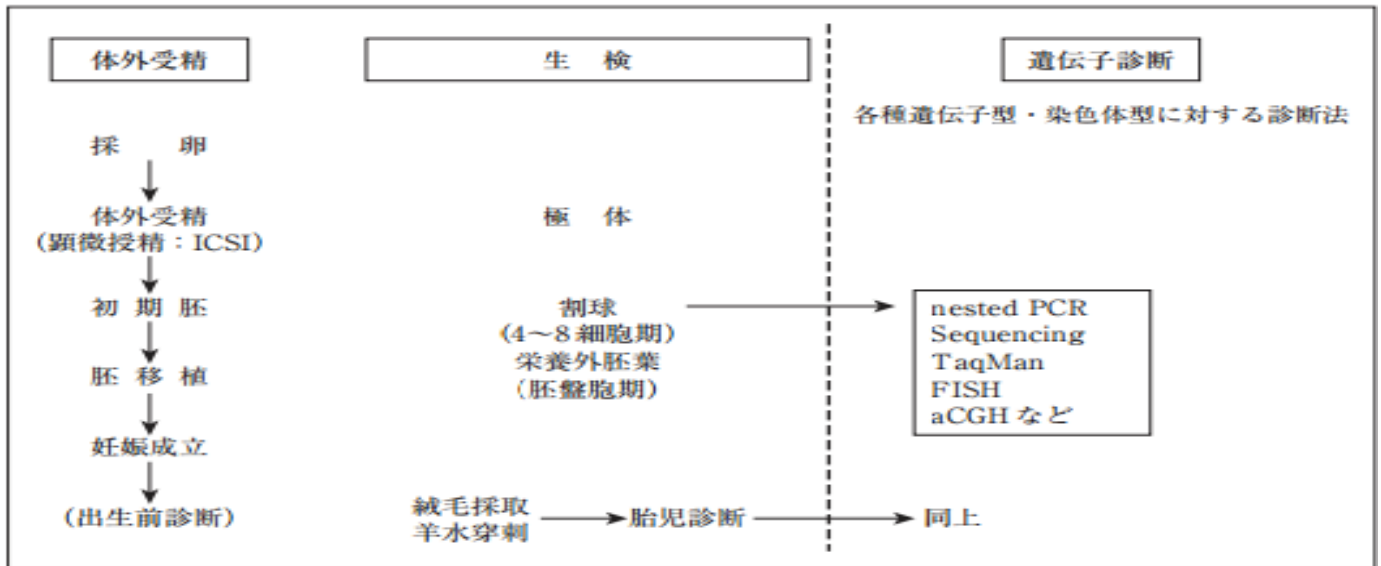 体外受精
生検
遺伝子診断
各種遺伝子型・染色体型に対する診断法
採卵
体外受精
(顕微授精:ICSI)
極体
初期胚
割球
(4〜8細胞期)
栄養外胚葉
(胚盤胞期)
nested PCR
Sequencing
TaqMan
FISH
aCGHなど
胚移植
妊娠成立
(出生前診断)
絨毛採取
羊水穿刺
胎児診断
同上